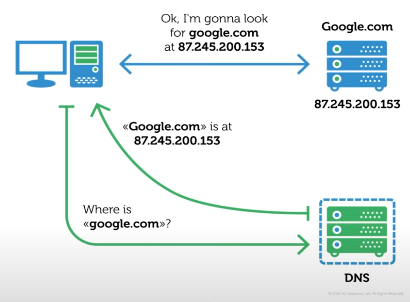 Ok, I'm gonna look
for google.com
at 87.245.200.153
Google.com
87.245.200.153
«Google.com» is at
87.245.200.153
Where is
«google.com»?
DNS